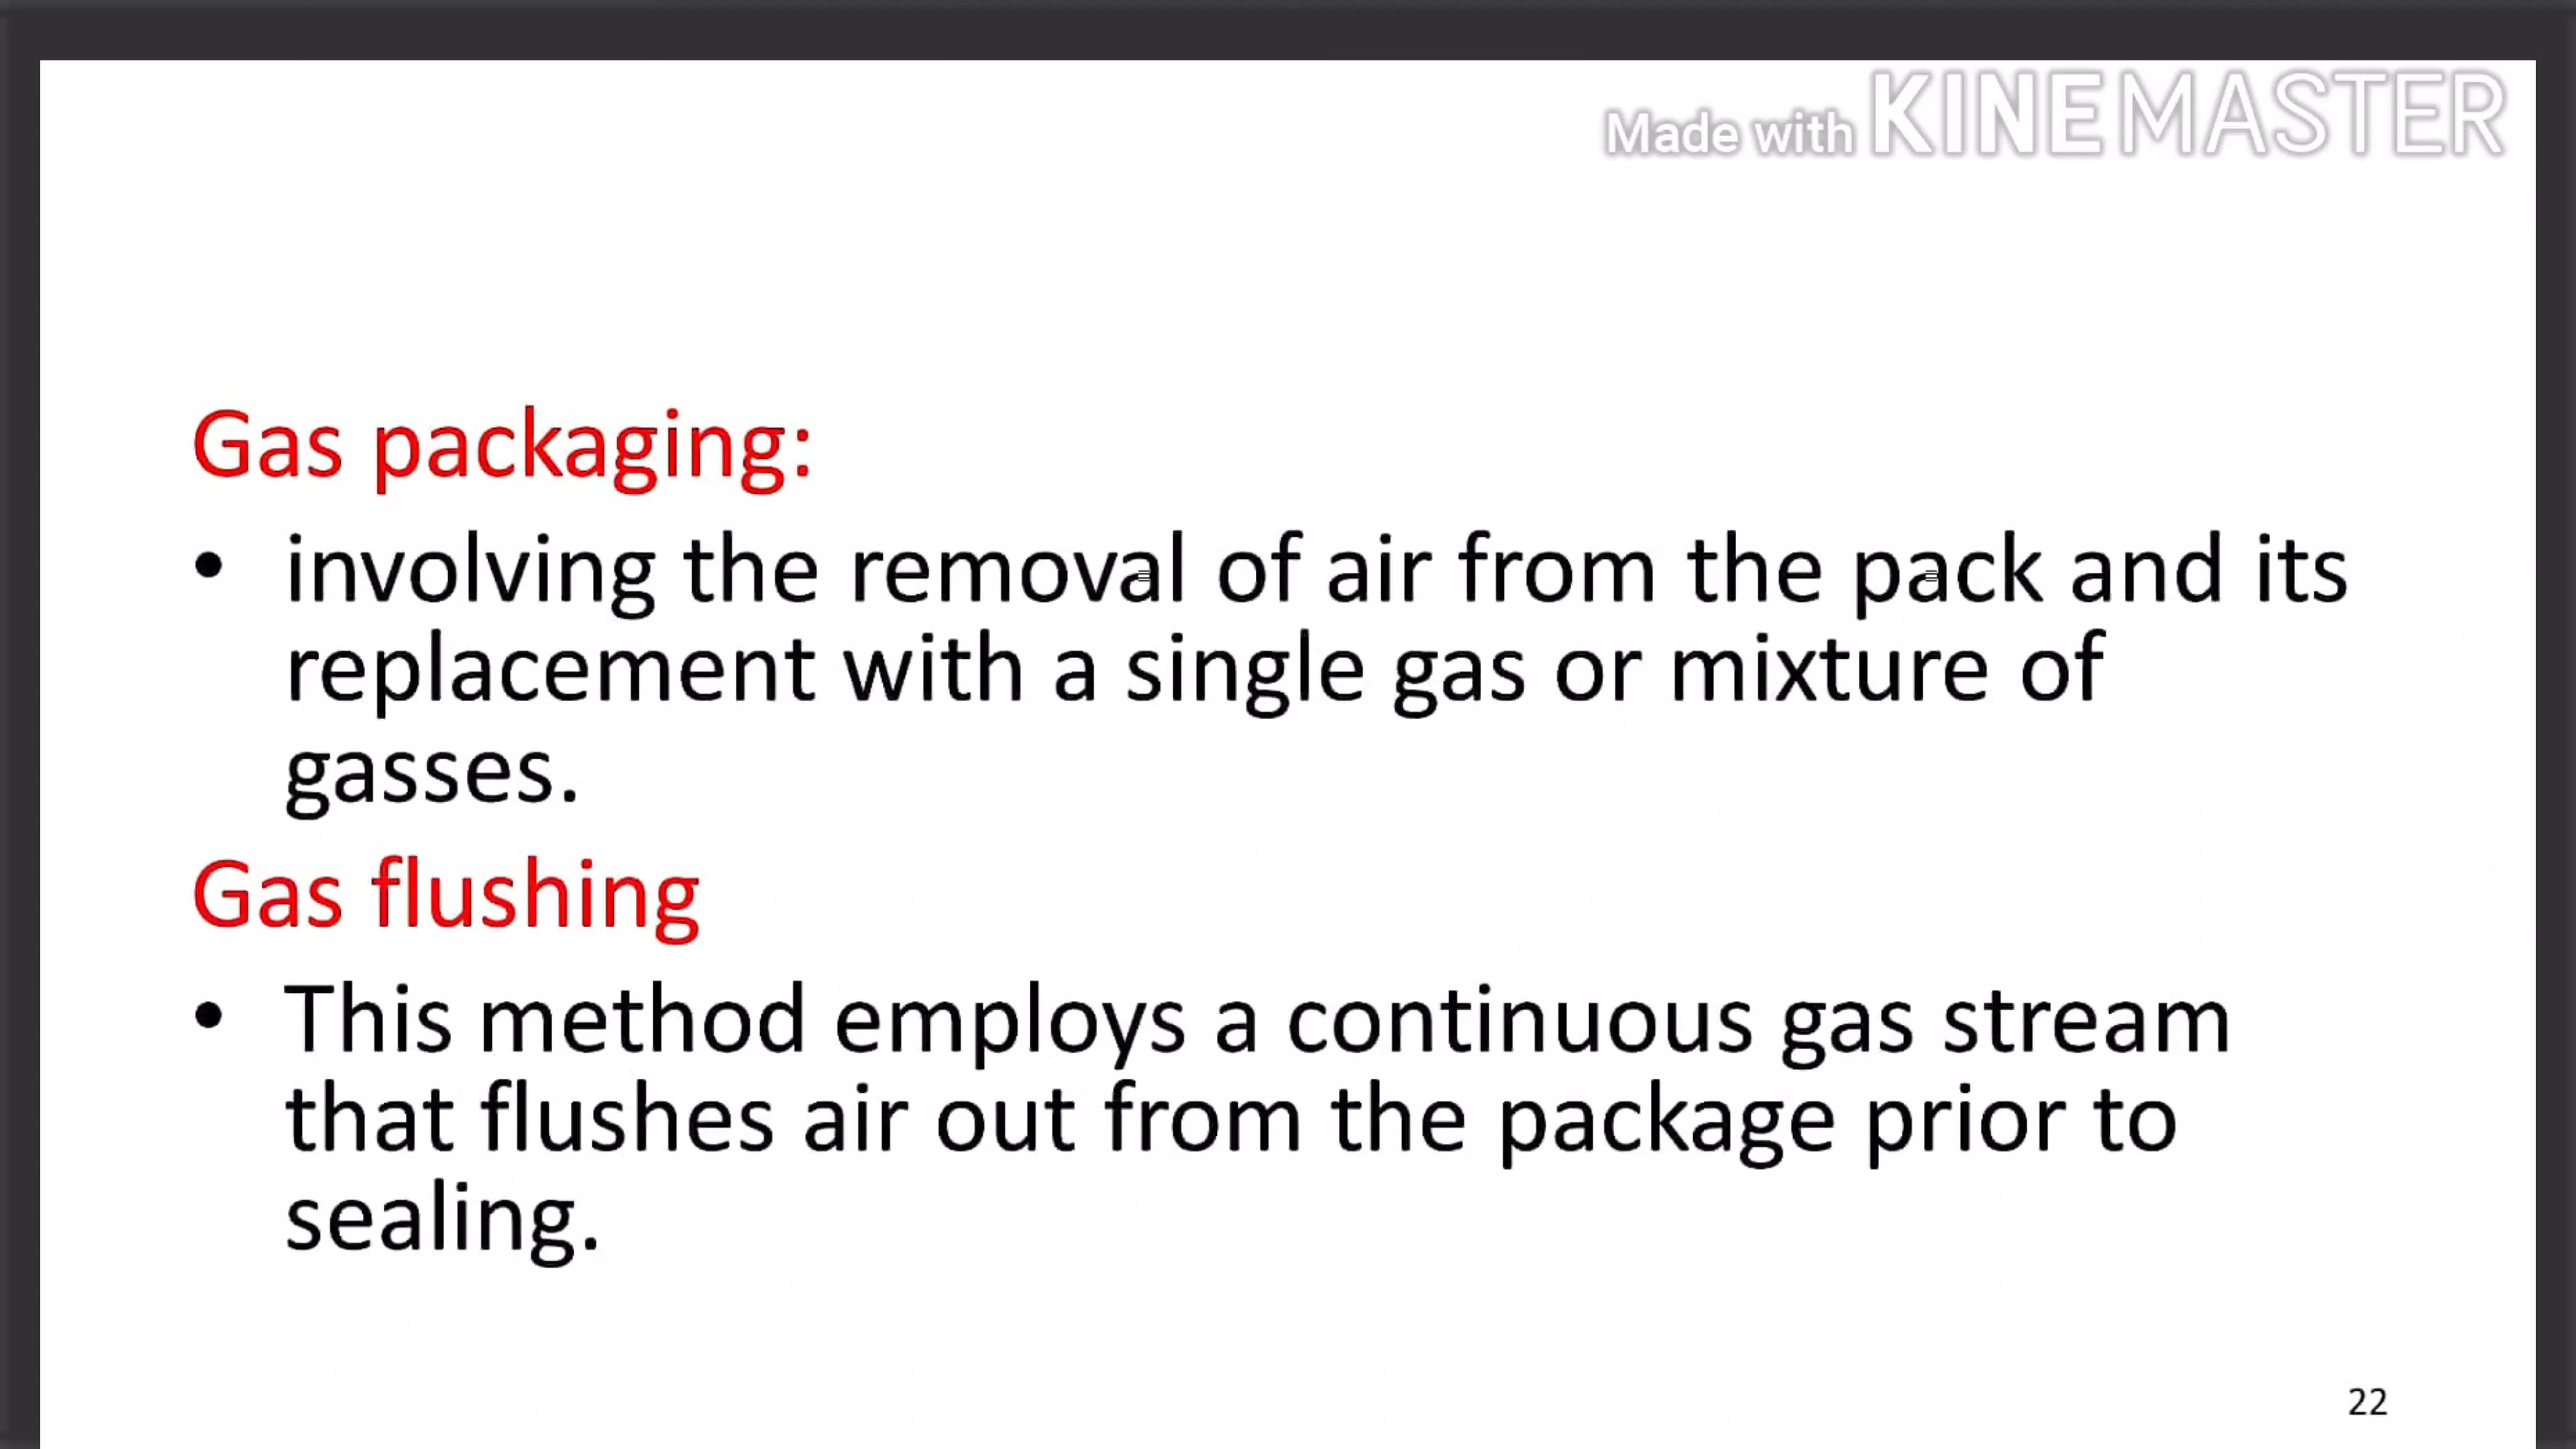 Made with KINEMASTER
Gas packaging:
• involving the removal of air from the pack and its
replacement with a single gas or mixture of
gasses.
Gas flushing
• This method employs a continuous gas stream
that flushes air out from the package prior to
sealing.
22